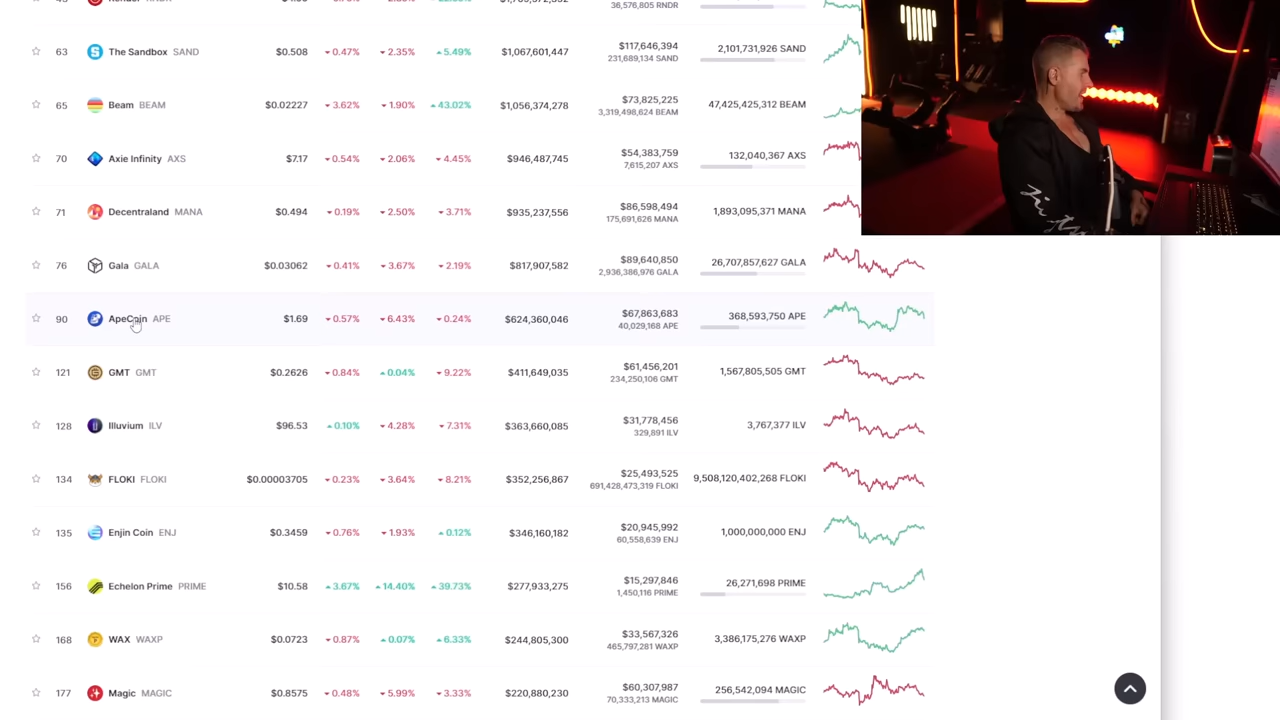 36,576,805 RNDR
63 The Sandbox SAND $0.508 0.47% 2.35% 5.49% $1,067,601,447 $117,646,394 2,101,731,926 SAND
231,689,134 SAND
65 Beam BEAM $0.02227 3.62% 1.90% 43.02% $1,056,374,278 $73,825,225 47,425,425,312 BEAM
3,319,498,624 BEAM
70 Axie Infinity AXS $7.17 0.54% 2.06% 4.45% $946,487,745 $54,383,759 132,040,367 AXS
7,615,207 AXS
71 Decentraland MANA $0.494 0.19% 2.50% 3.71% $935,237,556 $86,598,494 1,893,095,371 MANA
175,691,626 MANA
76 Gala GALA $0.03062 0.41% 3.67% 2.19% $817,907,582 $89,640,850 26,707,857,627 GALA
2,936,386,976 GALA
90 ApeCoin APE $1.69 0.57% 6.43% 0.24% $624,360,046 $67,863,683 368,593,750 APE
40,029,168 APE
121 GMT GMT $0.2626 0.84% 0.04% 9.22% $411,649,035 $61,456,201 1,567,805,505 GMT
234,250,106 GMT
128 Illuvium ILV $96.53 0.10% 4.28% 7.31% $363,660,085 $31,778,456 3,767,377 ILV
329,891 ILV
134 FLOKI FLOKI $0.00003705 0.23% 3.64% 8.21% $352,256,867 $25,493,525 9,508,120,402,268 FLOKI
691,428,473,319 FLOKI
135 Enjin Coin ENJ $0.3459 0.76% 1.93% 0.12% $346,160,182 $20,945,992 1,000,000,000 ENJ
60,558,639 ENJ
156 Echelon Prime PRIME $10.58 3.67% 14.40% 39.73% $277,933,275 $15,297,846 26,271,698 PRIME
1,450,116 PRIME
168 WAX WAXP $0.0723 0.87% 0.07% 6.33% $244,805,300 $33,567,326 3,386,175,276 WAXP
465,797,281 WAXP
177 Magic MAGIC $0.8575 0.48% 5.99% 3.33% $220,880,230 $60,307,987 256,542,094 MAGIC
70,333,213 MAGIC